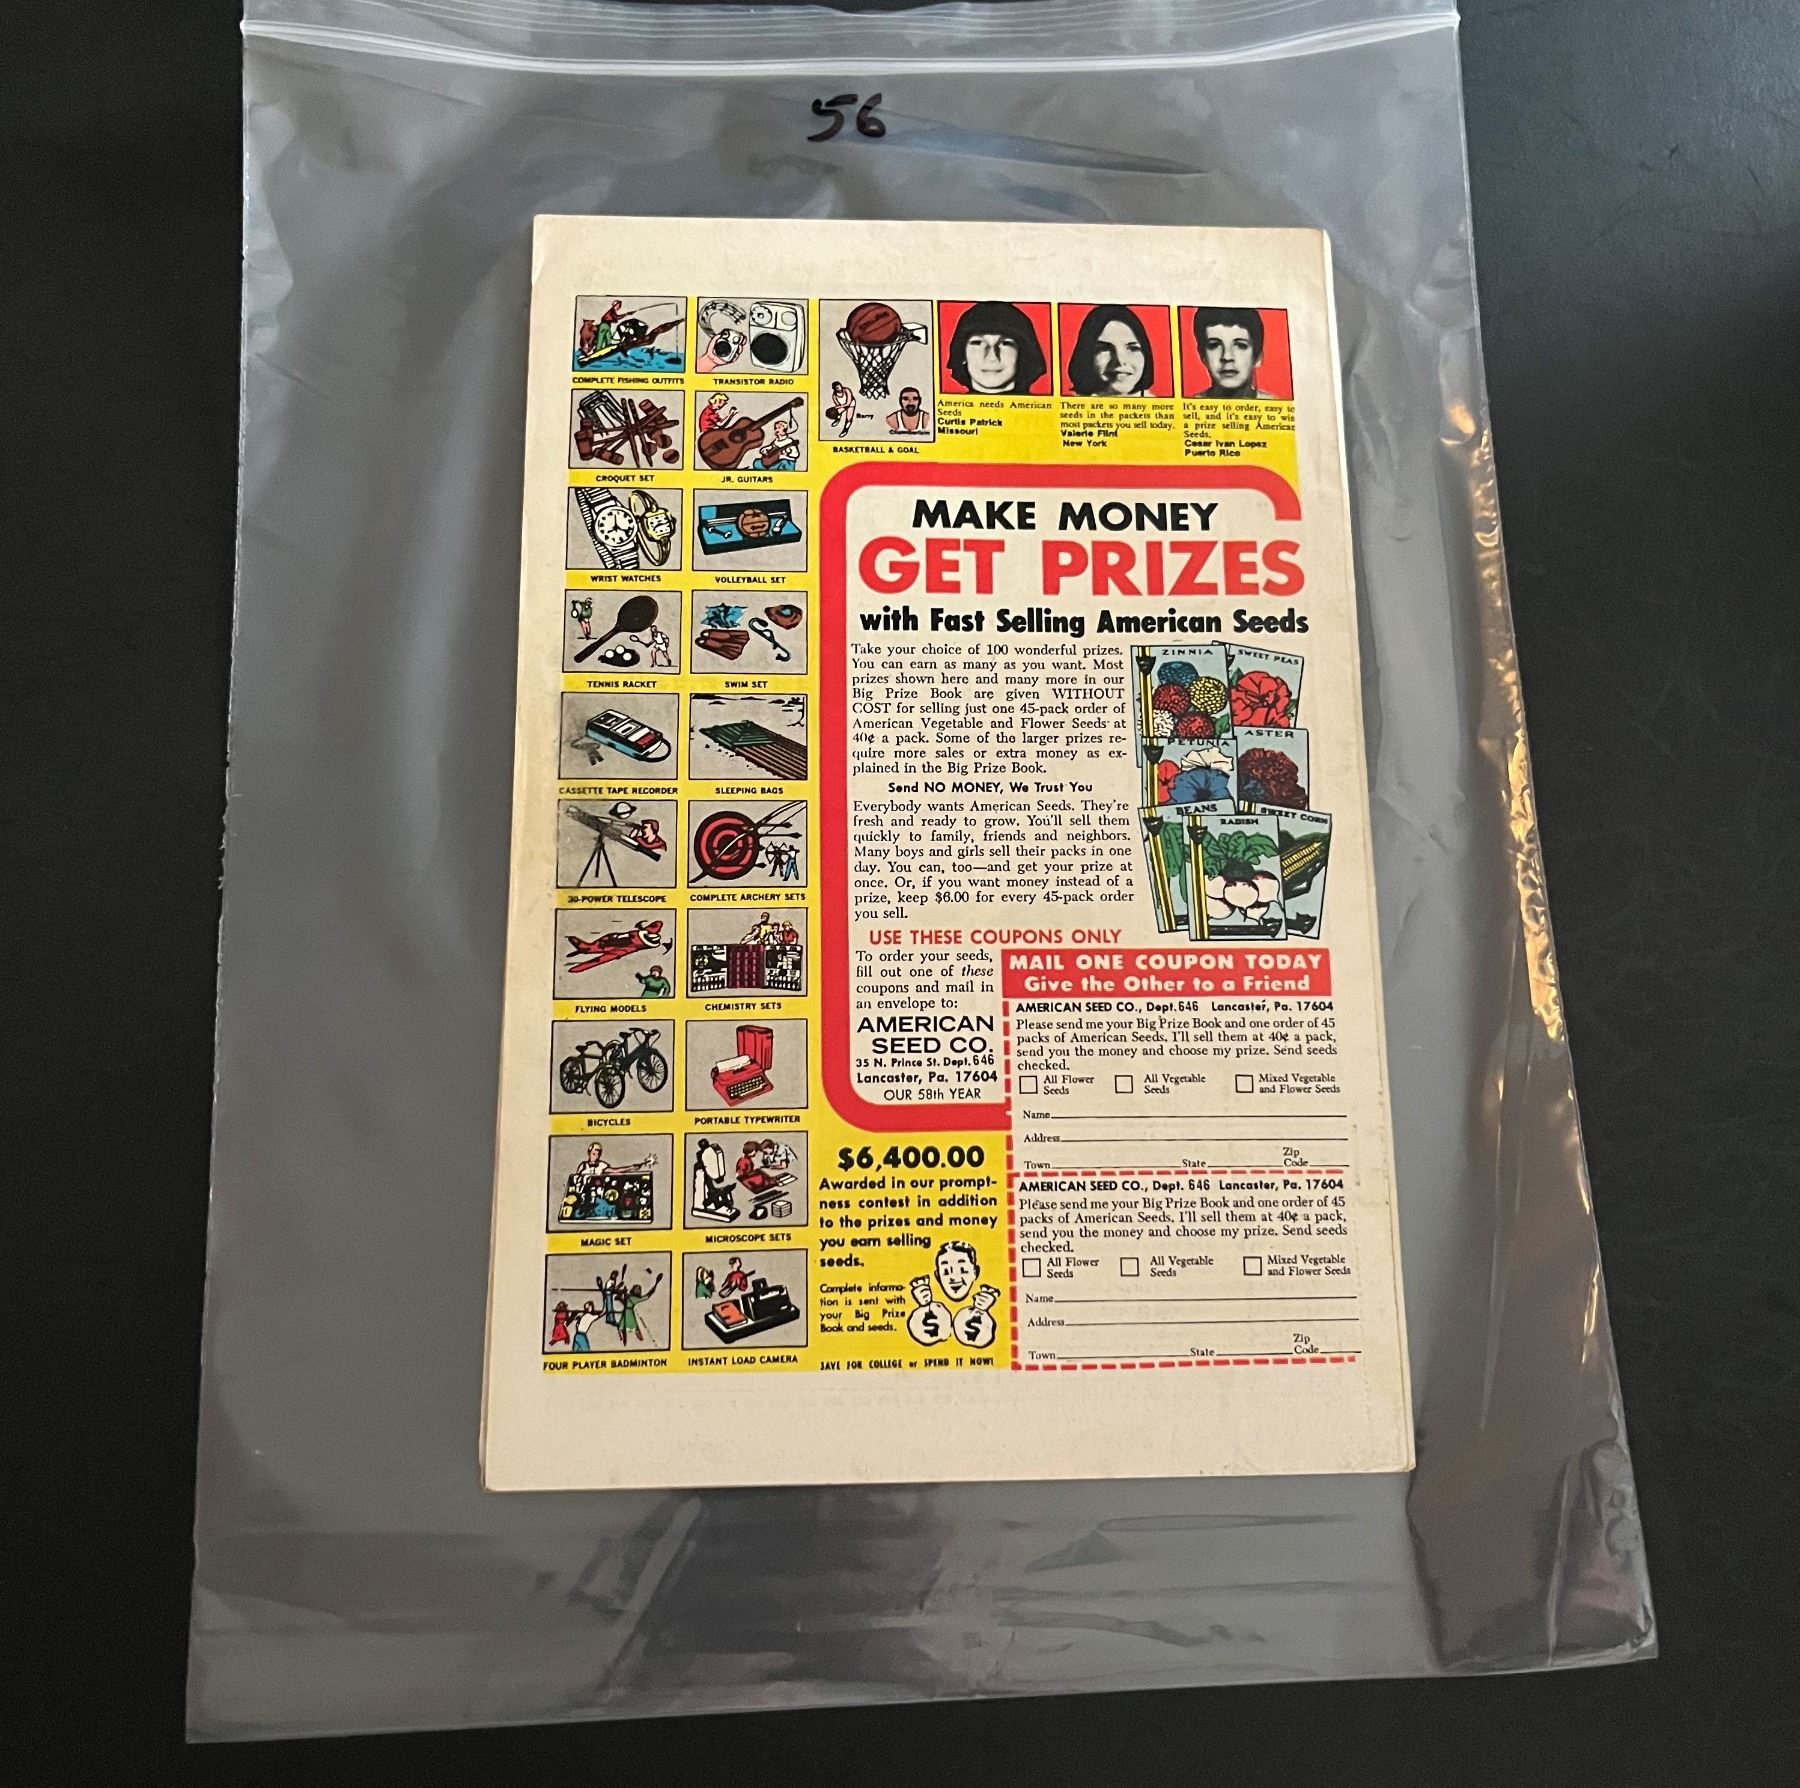 56
COMPLETE FISHING OUTFITS
TRANSISTOR RADIO
CROQUET SET
JR. GUITARS
WRIST WATCHES
VOLLEYBALL SET
TENNIS RACKET
SWIM SET
CASSETTE TAPE RECORDER
SLEEPING BAGS
30-POWER TELESCOPE
COMPLETE ARCHERY SETS
FLYING MODELS
CHEMISTRY SETS
BICYCLES
PORTABLE TYPEWRITER
MAGIC SET
MICROSCOPE SETS
FOUR PLAYER BADMINTON
INSTANT LOAD CAMERA
Barry
Chamberlain
BASKETBALL & GOAL
America needs American
Seeds
Curtis Patrick
Missouri
There are so many more
seeds in the packets than
most packets you sell today.
Valerie Flint
New York
It's easy to order, easy to
sell, and it's easy to win
a prize selling American
Seeds.
Cesar Ivan Lopez
Puerto Rico
MAKE MONEY
GET PRIZES
with Fast Selling American Seeds
Take your choice of 100 wonderful prizes.
You can earn as many as you want. Most
prizes shown here and many more in our
Big Prize Book are given WITHOUT
COST for selling just one 45-pack order of
American Vegetable and Flower Seeds at
40¢ a pack. Some of the larger prizes re-
quire more sales or extra money as ex-
plained in the Big Prize Book.
Send NO MONEY, We Trust You
Everybody wants American Seeds. They're
fresh and ready to grow. You'll sell them
quickly to family, friends and neighbors.
Many boys and girls sell their packs in one
day. You can, too—and get your prize at
once. Or, if you want money instead of a
prize, keep $6.00 for every 45-pack order
you sell.
ZINNIA
SWEET PEAS
PETUNIA
ASTER
BEANS
RADISH
SWEET CORN
USE THESE COUPONS ONLY
To order your seeds,
fill out one of these
coupons and mail in
an envelope to:
AMERICAN
SEED CO.
35 N. Prince St. Dept. 646
Lancaster, Pa. 17604
OUR 58th YEAR
$6,400.00
Awarded in our prompt-
ness contest in addition
to the prizes and money
you earn selling
seeds.
Complete informa-
tion is sent with
your Big Prize
Book and seeds.
$ $
SAVE FOR COLLEGE or SPEND IT NOW!
MAIL ONE COUPON TODAY
Give the Other to a Friend
AMERICAN SEED CO., Dept. 646 Lancaster, Pa. 17604
Please send me your Big Prize Book and one order of 45
packs of American Seeds. I'll sell them at 40¢ a pack,
send you the money and choose my prize. Send seeds
checked.
All Flower Seeds
All Vegetable Seeds
Mixed Vegetable and Flower Seeds
Name
Address
Town State Zip Code
AMERICAN SEED CO., Dept. 646 Lancaster, Pa. 17604
Please send me your Big Prize Book and one order of 45
packs of American Seeds. I'll sell them at 40¢ a pack,
send you the money and choose my prize. Send seeds
checked.
All Flower Seeds
All Vegetable Seeds
Mixed Vegetable and Flower Seeds
Name
Address
Town State Zip Code